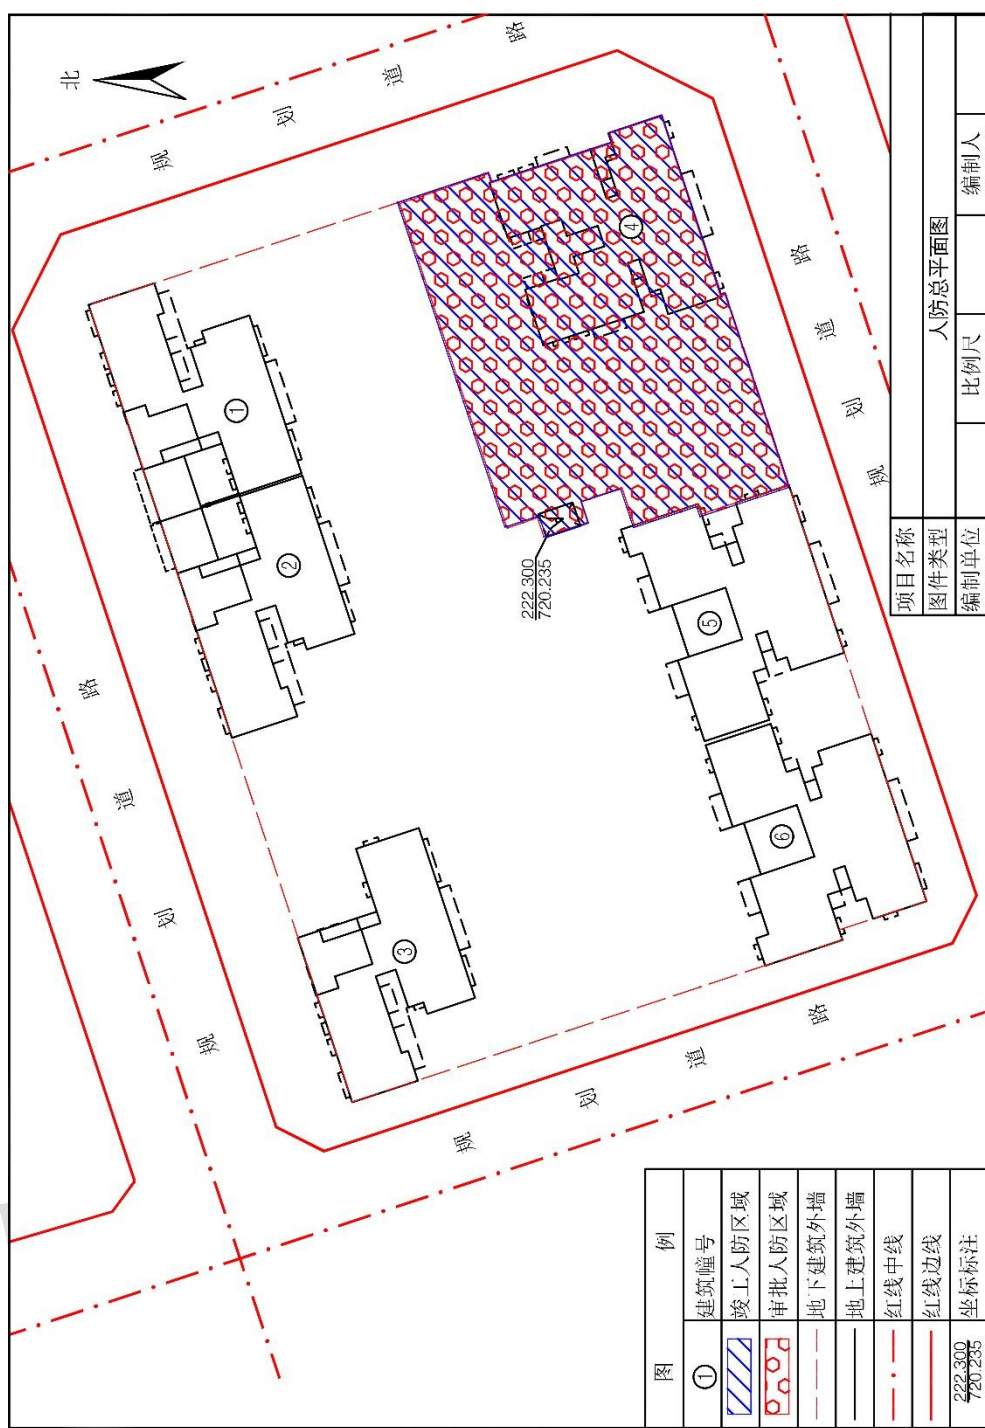 北
规 划 道 路
规 划 道 路
规 划 道 路
规 划 道 路
①
②
③
④
⑤
⑥
222.300
720.235
图 例
① 建筑幢号
竣工人防区域
审批人防区域
地下建筑外墙
地上建筑外墙
红线中线
红线边线
222.300
720.235
坐标标注
项目名称
图件类型 人防总平面图
编制单位 比例尺 编制人